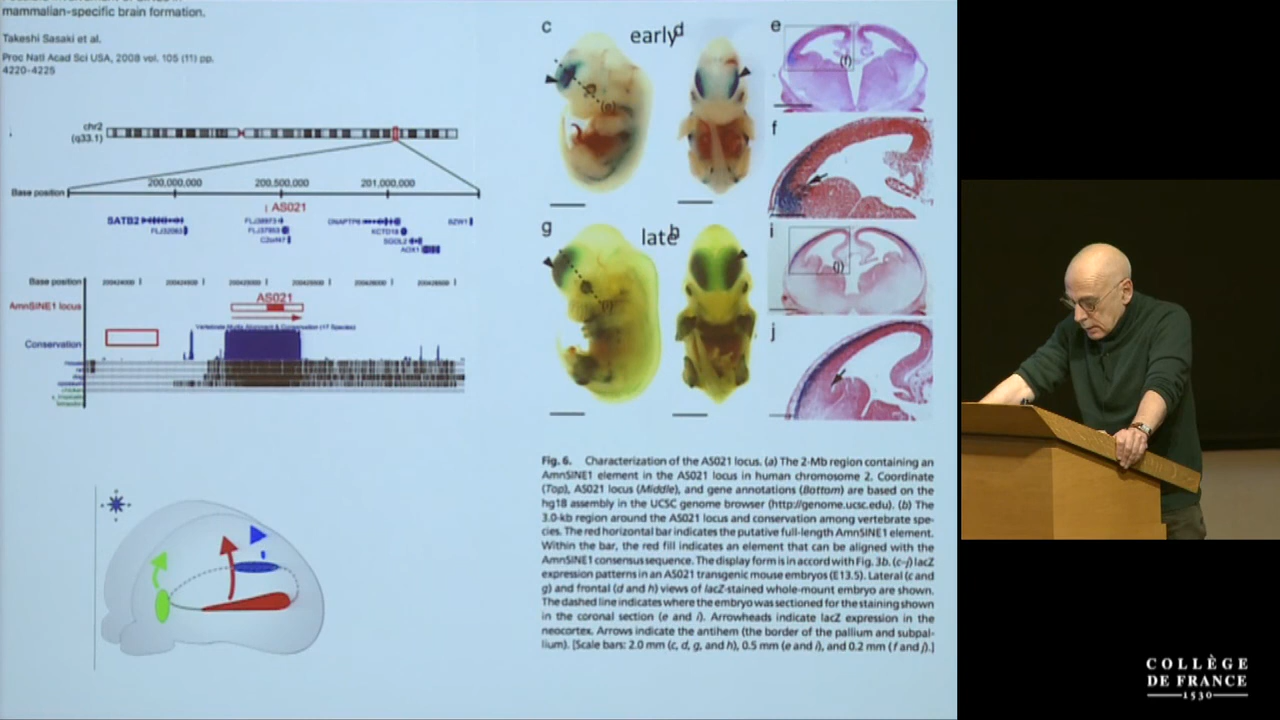 mammalian-specific brain formation.
Takeshi Sasaki et al.
Proc Natl Acad Sci USA, 2008 vol. 105 (11) pp.
4220-4225
chr2
(q33.1)
Base position
200,000,000
200,500,000
201,000,000
AS021
SATB2
BZW1
KCTD18
SGOL2
AOX1
Base position
AS021
AmnSINE1 locus
Conservation
c
early
d
e
(e)
(f)
f
g
late
h
i
(i)
(j)
j
Fig. 6. Characterization of the AS021 locus. (a) The 2-Mb region containing an
AmnSINE1 element in the AS021 locus in human chromosome 2. Coordinate
(Top), AS021 locus (Middle), and gene annotations (Bottom) are based on the
hg18 assembly in the UCSC genome browser (http://genome.ucsc.edu). (b) The
3.0-kb region around the AS021 locus and conservation among vertebrate spe-
cies. The red horizontal bar indicates the putative full-length AmnSINE1 element.
Within the bar, the red fill indicates an element that can be aligned with the
AmnSINE1 consensus sequence. The display form is in accord with Fig. 3b. (c–j) lacZ
expression patterns in an AS021 transgenic mouse embryos (E13.5). Lateral (c and
g) and frontal (d and h) views of lacZ-stained whole-mount embryo are shown.
The dashed line indicates where the embryo was sectioned for the staining shown
in the coronal section (e and i). Arrowheads indicate lacZ expression in the
neocortex. Arrows indicate the antihem (the border of the pallium and subpal-
lium). [Scale bars: 2.0 mm (c, d, g, and h), 0.5 mm (e and i), and 0.2 mm (f and j).]
COLLÈGE
DE FRANCE
1530